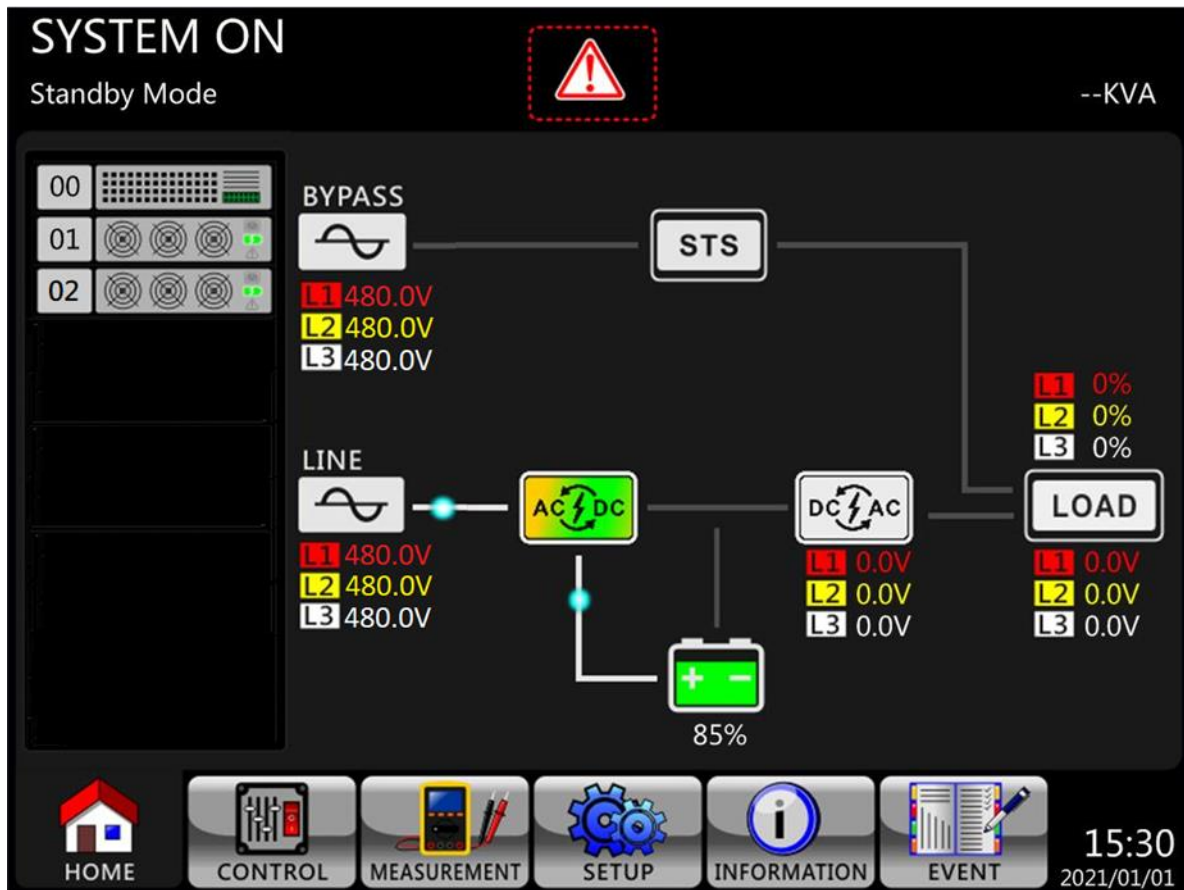 SYSTEM ON
Standby Mode
--KVA
00
01
02
BYPASS
L1 480.0V
L2 480.0V
L3 480.0V
STS
L1 0%
L2 0%
L3 0%
LINE
L1 480.0V
L2 480.0V
L3 480.0V
AC DC
DC AC
L1 0.0V
L2 0.0V
L3 0.0V
LOAD
L1 0.0V
L2 0.0V
L3 0.0V
+ -
85%
HOME
CONTROL
MEASUREMENT
SETUP
INFORMATION
EVENT
15:30
2021/01/01